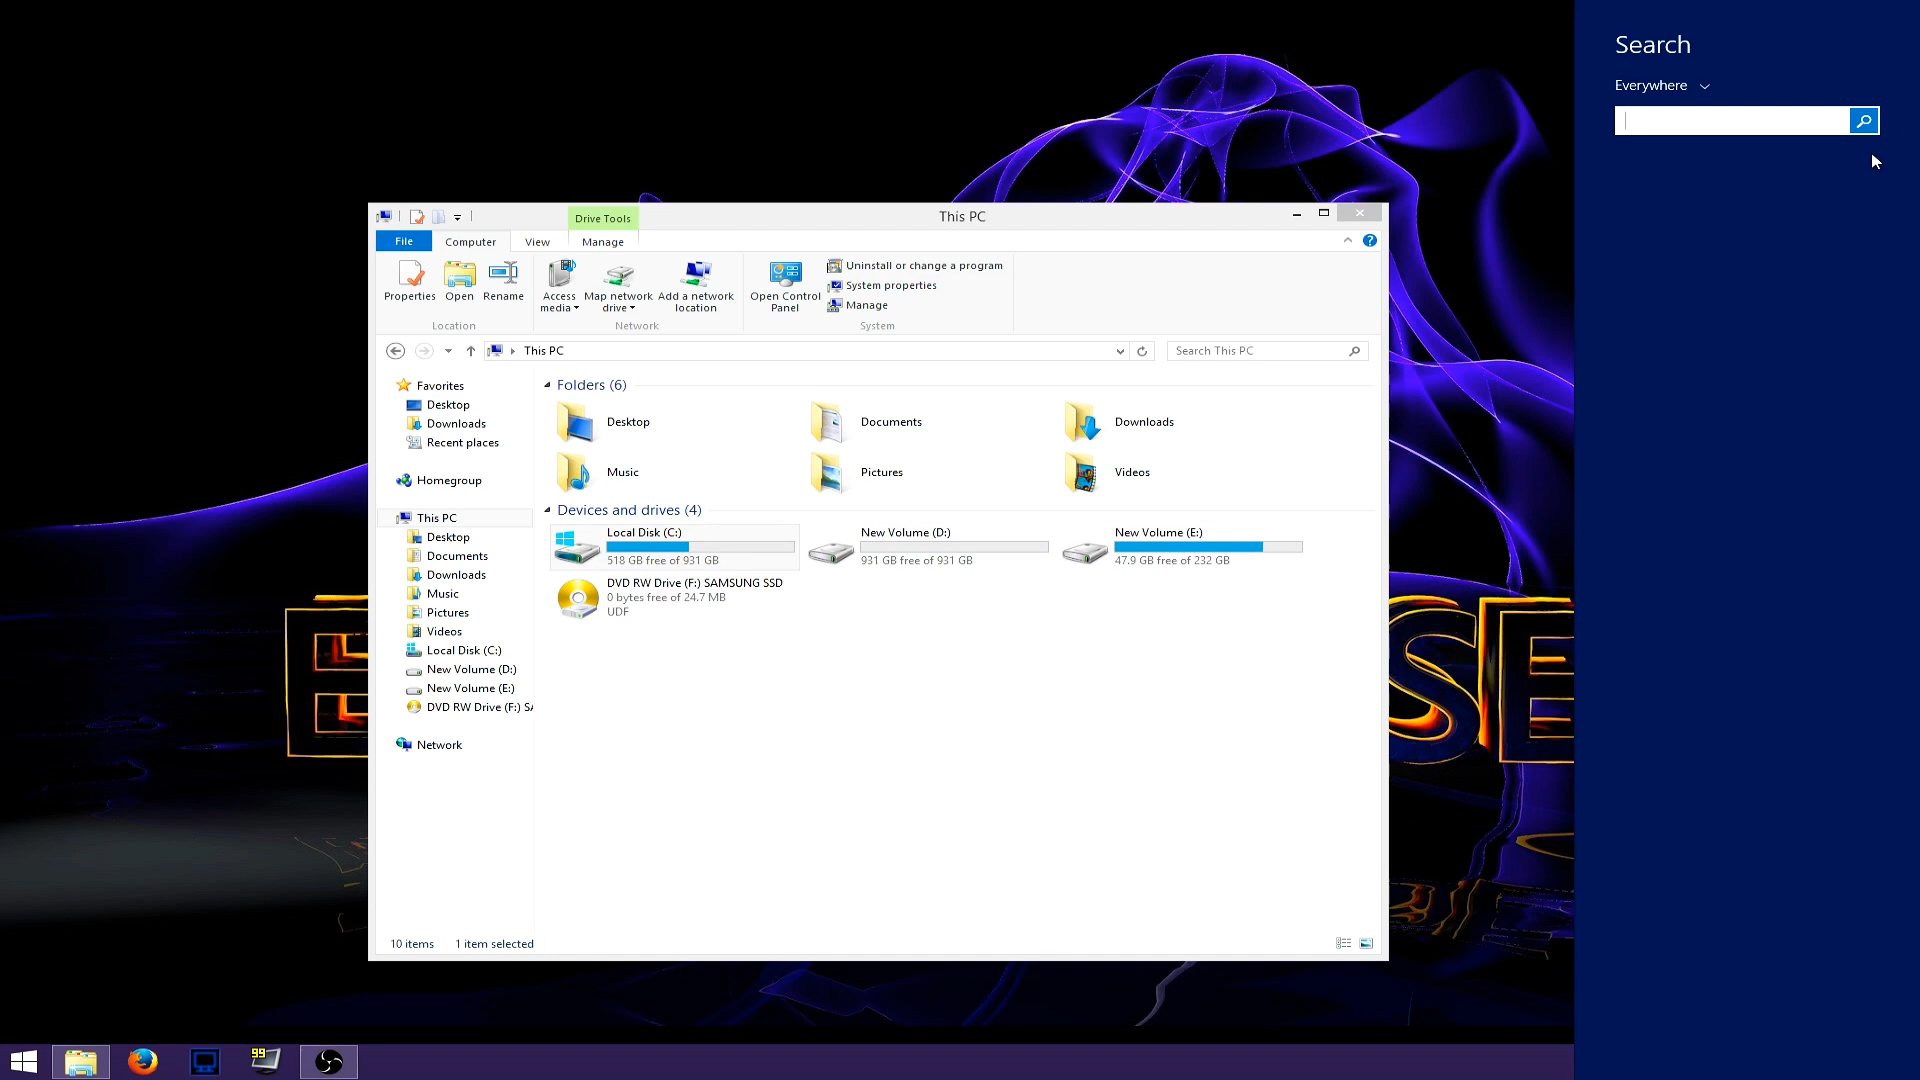 Search
Everywhere
Drive Tools
This PC
File
Computer
View
Manage
Properties
Open
Rename
Access media
Map network drive
Add a network location
Open Control Panel
Uninstall or change a program
System properties
Manage
Location
Network
System
This PC
Search This PC
Favorites
Desktop
Downloads
Recent places
Homegroup
This PC
Desktop
Documents
Downloads
Music
Pictures
Videos
Local Disk (C:)
New Volume (D:)
New Volume (E:)
DVD RW Drive (F:) SA
Network
Folders (6)
Desktop
Documents
Downloads
Music
Pictures
Videos
Devices and drives (4)
Local Disk (C:)
518 GB free of 931 GB
New Volume (D:)
931 GB free of 931 GB
New Volume (E:)
47.9 GB free of 232 GB
DVD RW Drive (F:) SAMSUNG SSD
0 bytes free of 24.7 MB
UDF
10 items
1 item selected
E
SE
99